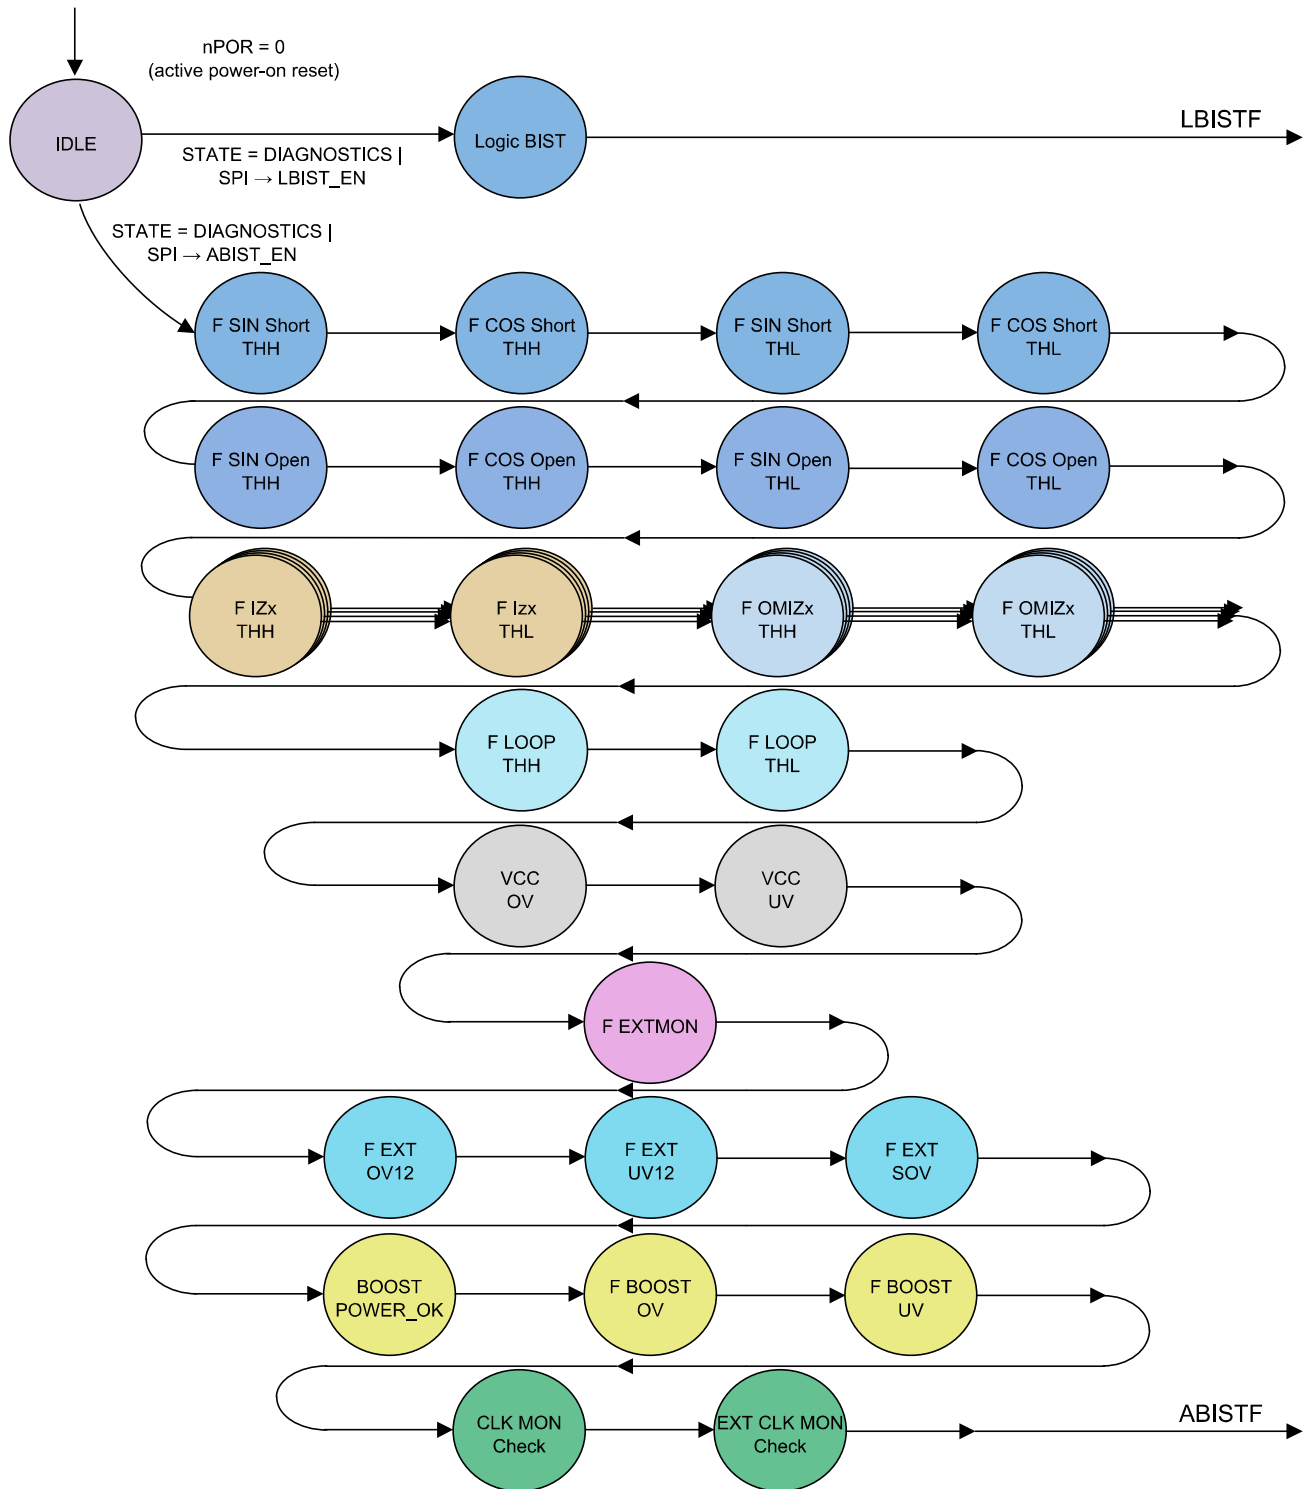 nPOR = 0
(active power-on reset)
IDLE
Logic BIST
LBISTF
STATE = DIAGNOSTICS |
SPI → LBIST_EN
STATE = DIAGNOSTICS |
SPI → ABIST_EN
F SIN Short
THH
F COS Short
THH
F SIN Short
THL
F COS Short
THL
F SIN Open
THH
F COS Open
THH
F SIN Open
THL
F COS Open
THL
F IZx
THH
F Izx
THL
F OMIZx
THH
F OMIZx
THL
F LOOP
THH
F LOOP
THL
VCC
OV
VCC
UV
F EXTMON
F EXT
OV12
F EXT
UV12
F EXT
SOV
BOOST
POWER_OK
F BOOST
OV
F BOOST
UV
CLK MON
Check
EXT CLK MON
Check
ABISTF